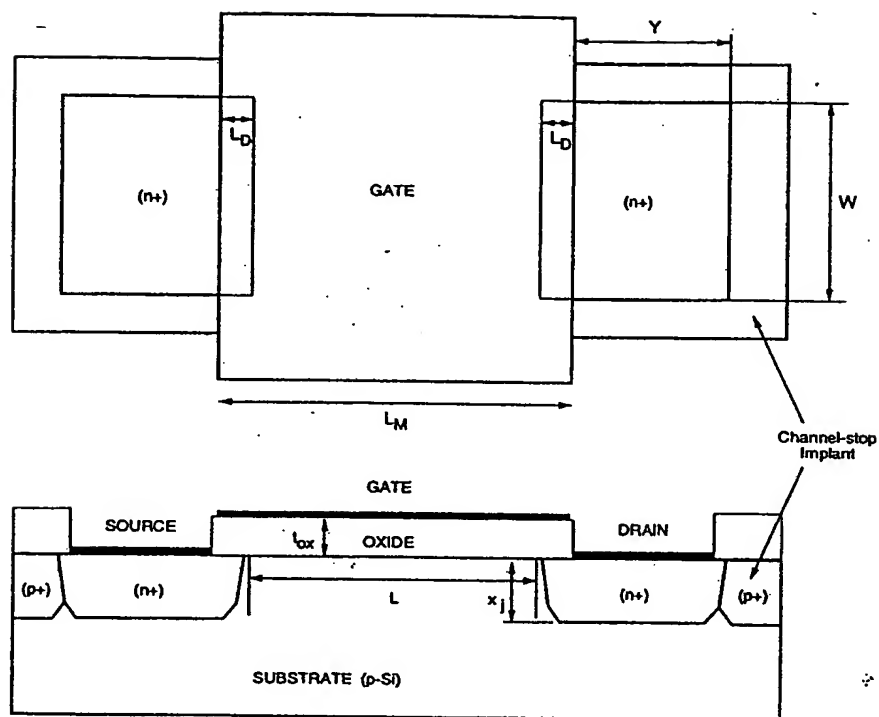 Y
L_D
L_D
(n+)
GATE
(n+)
W
L_M
Channel-stop
Implant
GATE
SOURCE
t_ox
OXIDE
DRAIN
(p+)
(n+)
L
x_j
(n+)
(p+)
SUBSTRATE (p-Si)